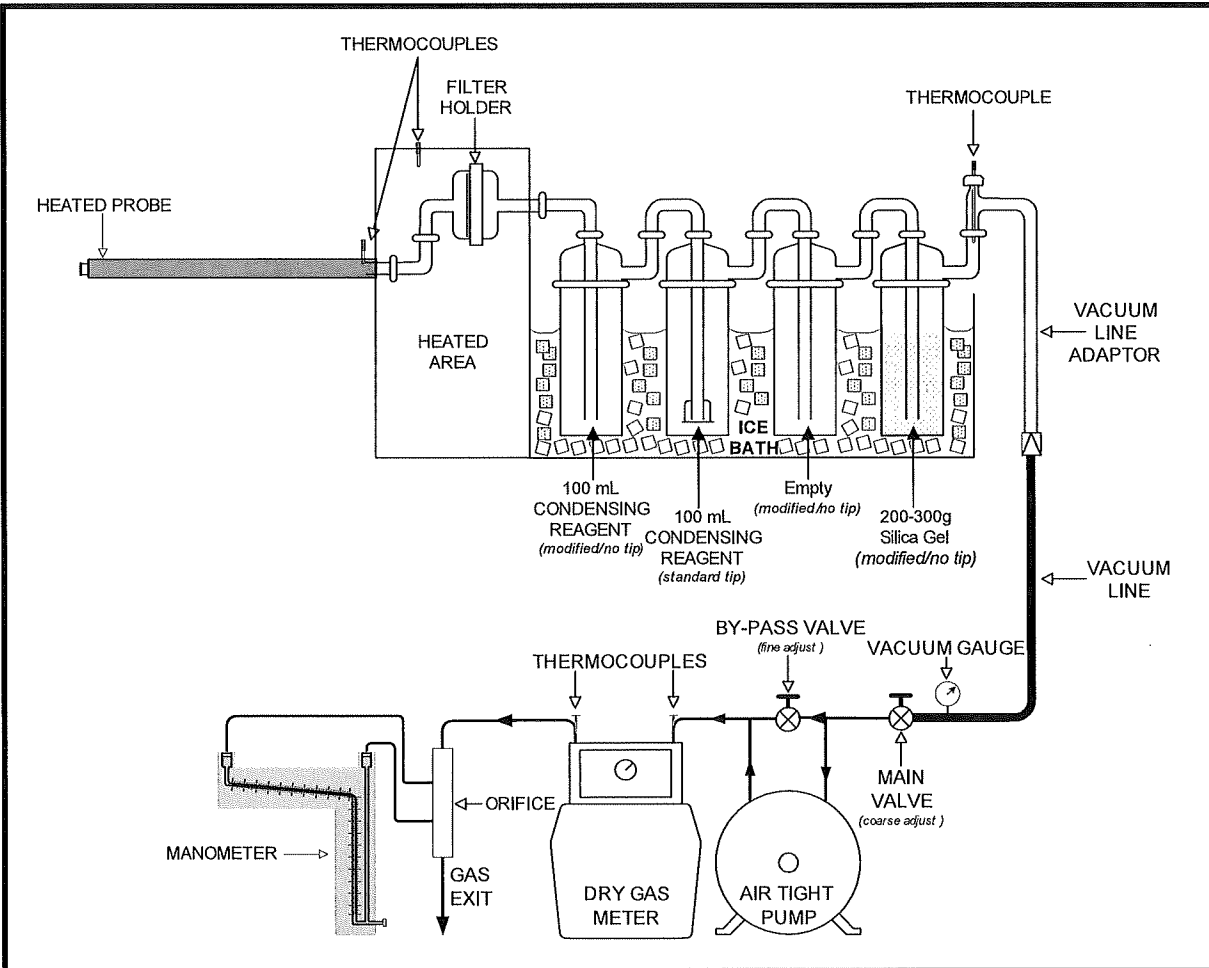 THERMOCOUPLES
FILTER
HOLDER
THERMOCOUPLE
HEATED PROBE
HEATED
AREA
VACUUM
LINE
ADAPTOR
ICE
BATH
100 mL
CONDENSING
REAGENT
(modified/no tip)
100 mL
CONDENSING
REAGENT
(standard tip)
Empty
(modified/no tip)
200-300g
Silica Gel
(modified/no tip)
VACUUM
LINE
BY-PASS VALVE
(fine adjust )
VACUUM GAUGE
THERMOCOUPLES
MAIN
VALVE
(coarse adjust )
ORIFICE
MANOMETER
GAS
EXIT
DRY GAS
METER
AIR TIGHT
PUMP